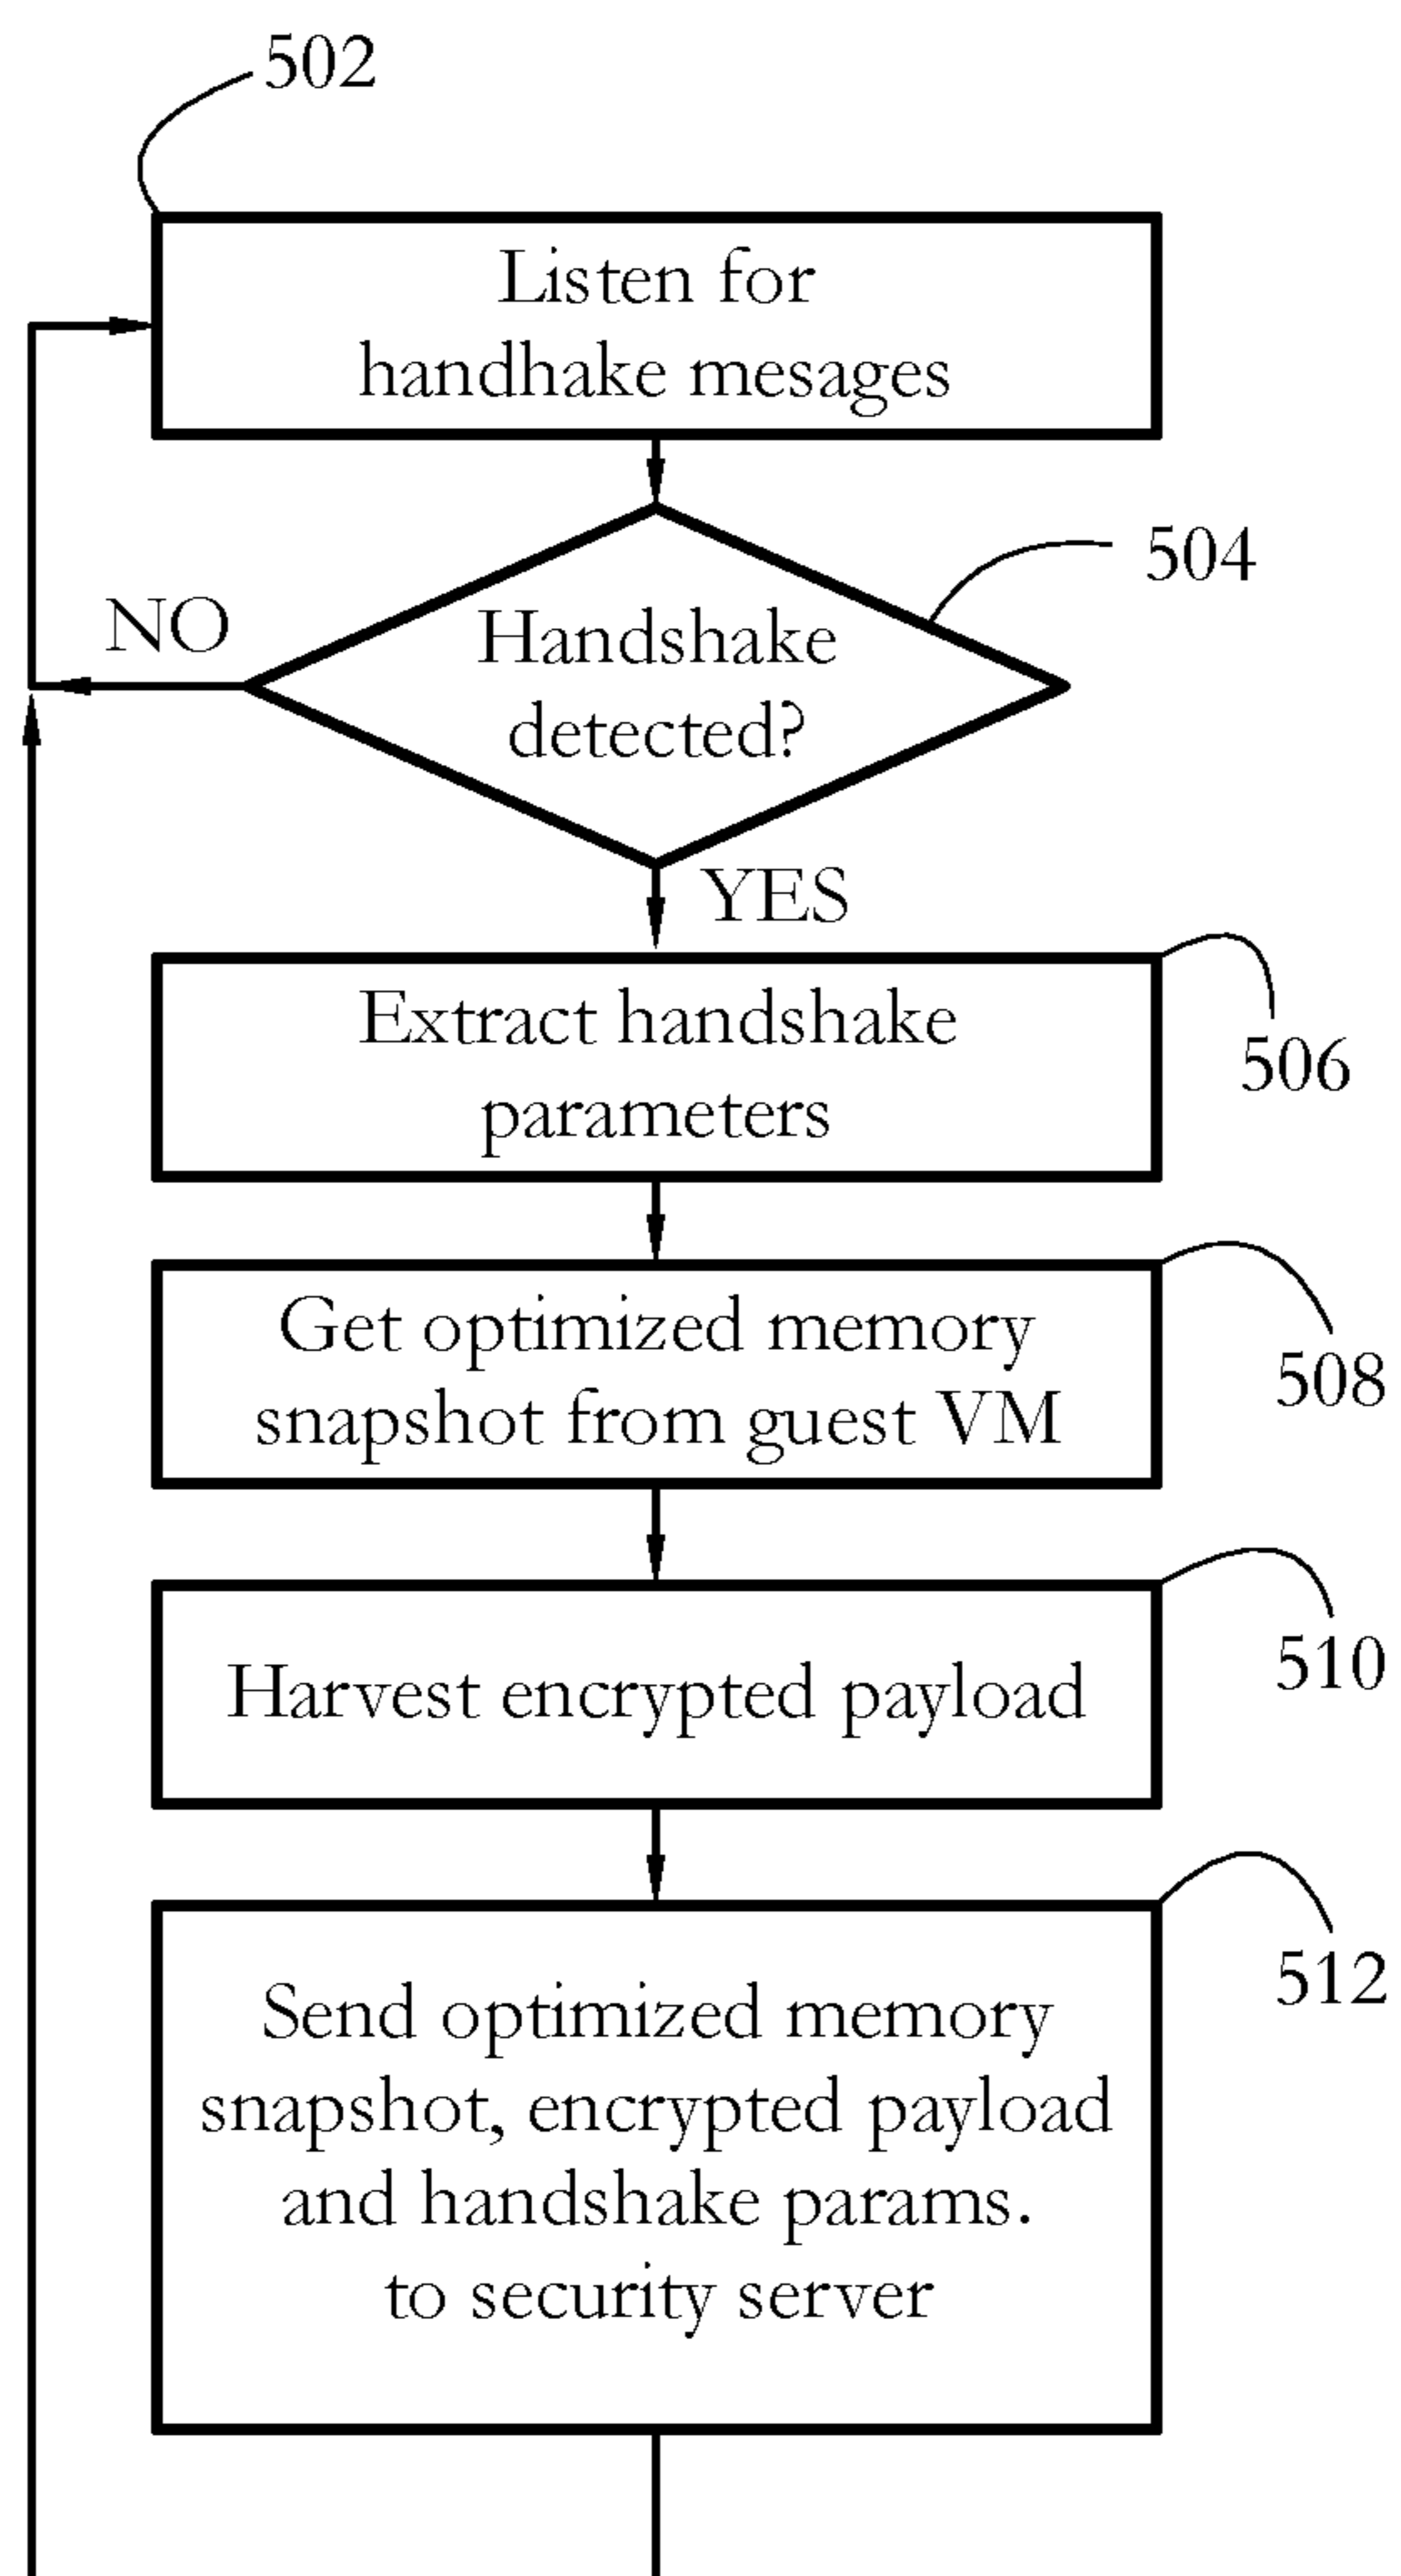 502
Listen for
handhake mesages
504
Handshake
detected?
NO
YES
Extract handshake
parameters
506
Get optimized memory
snapshot from guest VM
508
Harvest encrypted payload
510
Send optimized memory
snapshot, encrypted payload
and handshake params.
to security server
512